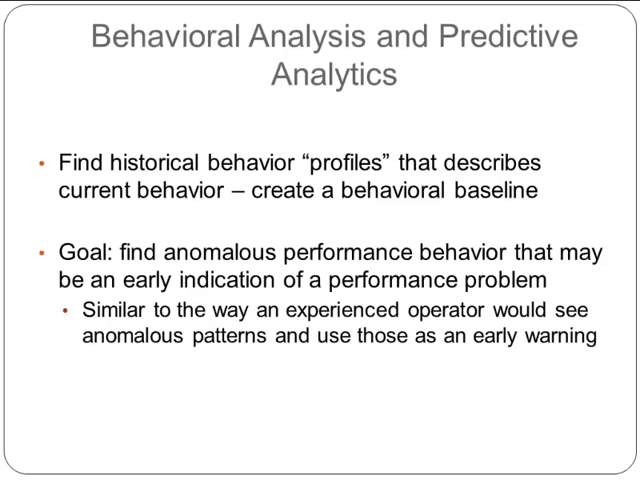 Behavioral Analysis and Predictive
Analytics
• Find historical behavior “profiles” that describes
current behavior – create a behavioral baseline
• Goal: find anomalous performance behavior that may
be an early indication of a performance problem
• Similar to the way an experienced operator would see
anomalous patterns and use those as an early warning